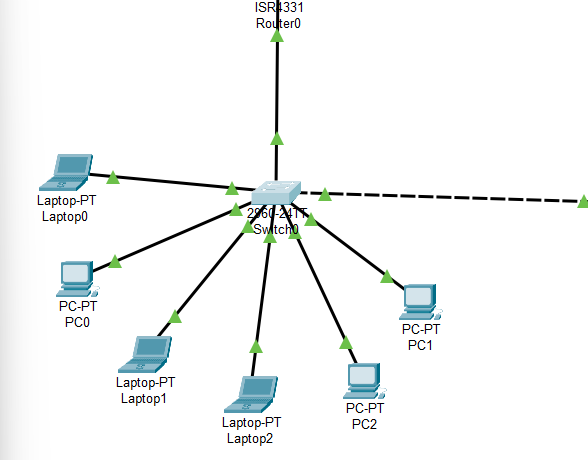 ISR4331
Router0
Laptop-PT
Laptop0
2960-24TT
Switch0
PC-PT
PC0
PC-PT
PC1
Laptop-PT
Laptop1
Laptop-PT
Laptop2
PC-PT
PC2